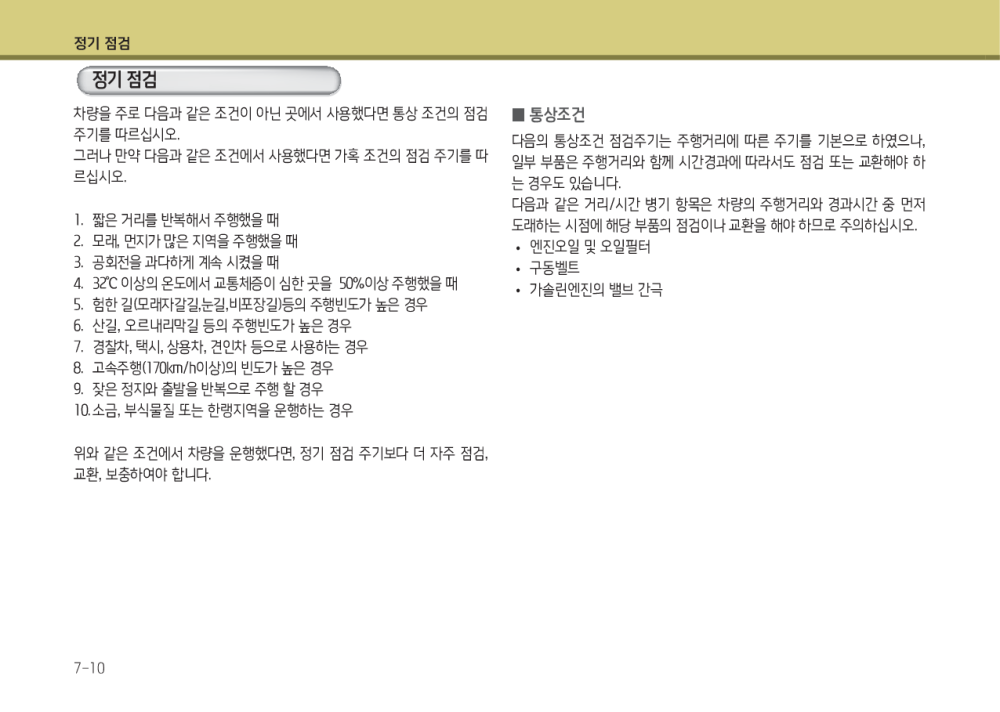 정기 점검
정기 점검
차량을 주로 다음과 같은 조건이 아닌 곳에서 사용했다면 통상 조건의 점검
주기를 따르십시오.
그러나 만약 다음과 같은 조건에서 사용했다면 가혹 조건의 점검 주기를 따
르십시오.
1. 짧은 거리를 반복해서 주행했을 때
2. 모래, 먼지가 많은 지역을 주행했을 때
3. 공회전을 과다하게 계속 시켰을 때
4. 32℃ 이상의 온도에서 교통체증이 심한 곳을 50%이상 주행했을 때
5. 험한 길(모래자갈길,눈길,비포장길)등의 주행빈도가 높은 경우
6. 산길, 오르내리막길 등의 주행빈도가 높은 경우
7. 경찰차, 택시, 상용차, 견인차 등으로 사용하는 경우
8. 고속주행(170km/h이상)의 빈도가 높은 경우
9. 잦은 정지와 출발을 반복으로 주행 할 경우
10. 소금, 부식물질 또는 한랭지역을 운행하는 경우
위와 같은 조건에서 차량을 운행했다면, 정기 점검 주기보다 더 자주 점검,
교환, 보충하여야 합니다.
■ 통상조건
다음의 통상조건 점검주기는 주행거리에 따른 주기를 기본으로 하였으나,
일부 부품은 주행거리와 함께 시간경과에 따라서도 점검 또는 교환해야 하
는 경우도 있습니다.
다음과 같은 거리/시간 병기 항목은 차량의 주행거리와 경과시간 중 먼저
도래하는 시점에 해당 부품의 점검이나 교환을 해야 하므로 주의하십시오.
• 엔진오일 및 오일필터
• 구동벨트
• 가솔린엔진의 밸브 간극
7-10